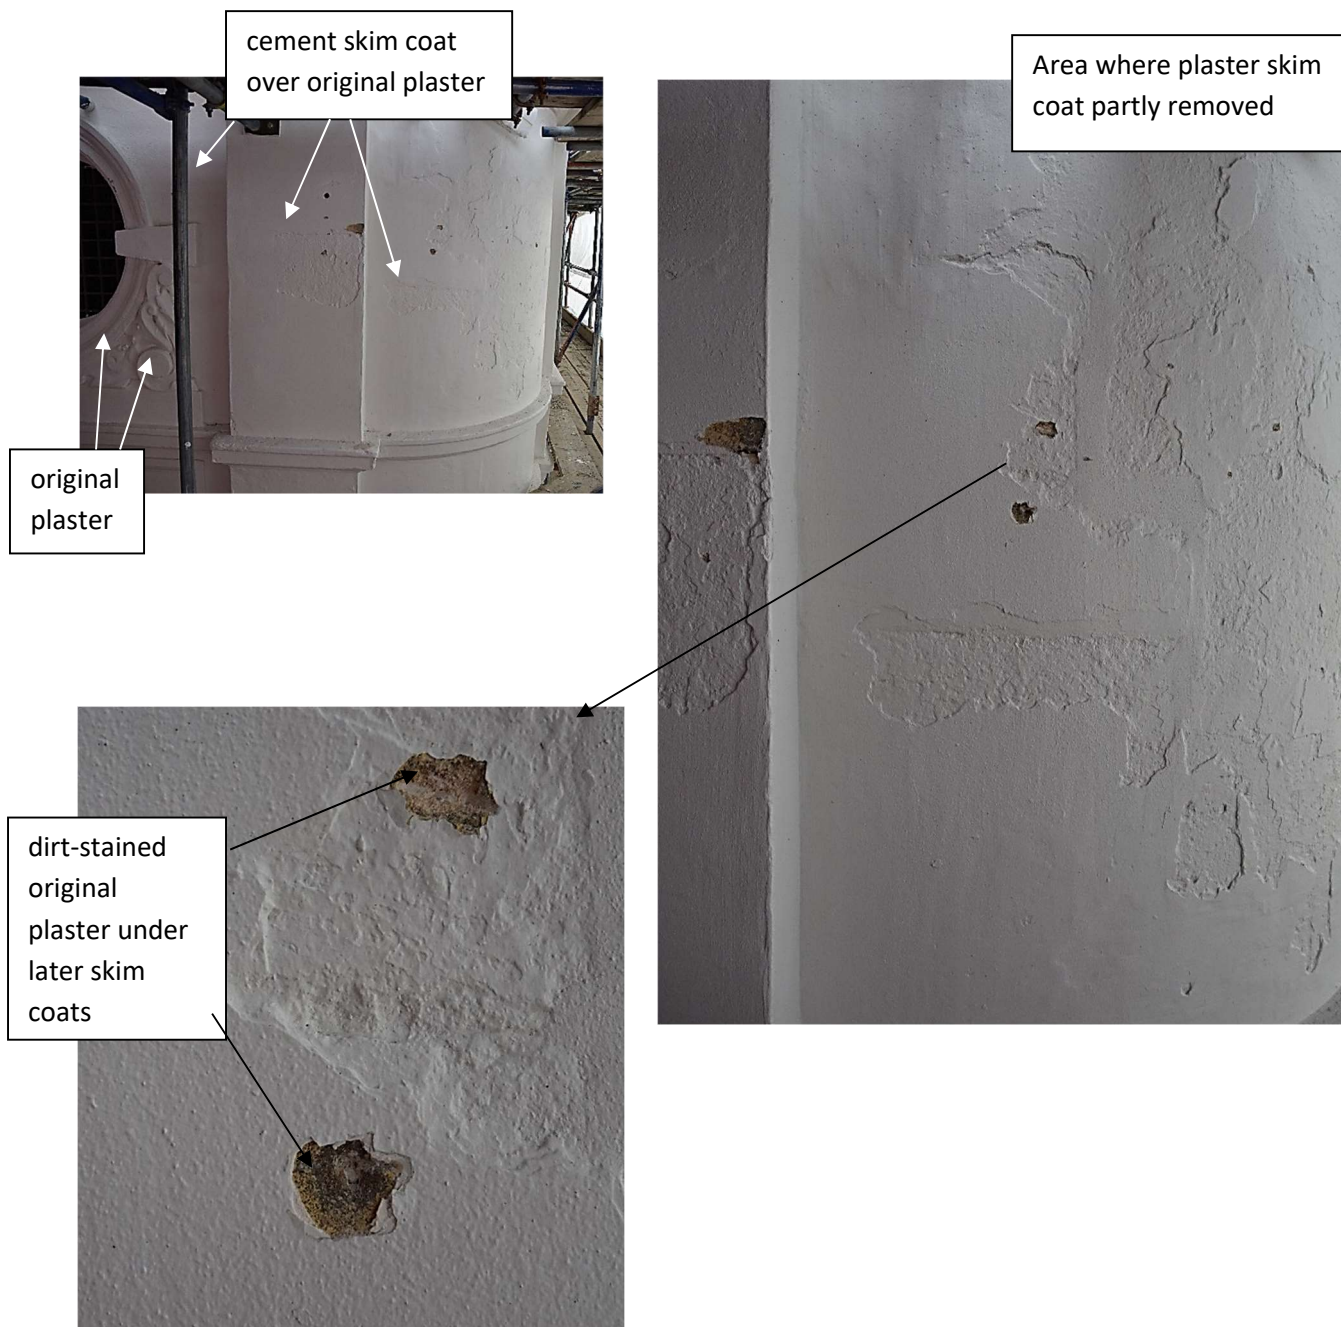 cement skim coat
over original plaster
Area where plaster skim
coat partly removed
original
plaster
dirt-stained
original
plaster under
later skim
coats